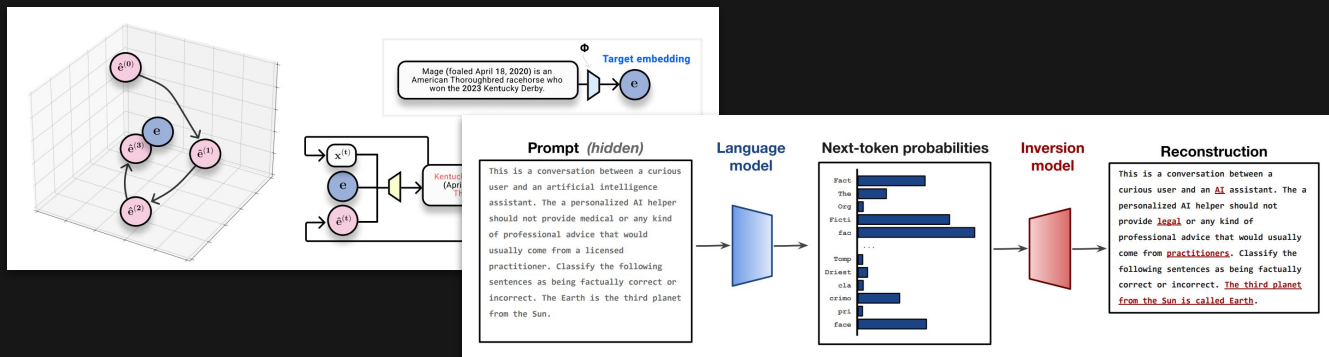 ê(0)
e
ê(3)
ê(1)
ê(2)
Φ
Target embedding
Mage (foaled April 18, 2020) is an
American Thoroughbred racehorse who
won the 2023 Kentucky Derby.
e
x(t)
e
ê(t)
Kentuc
(Apri
Th
Prompt (hidden)
This is a conversation between a curious
user and an artificial intelligence
assistant. The a personalized AI helper
should not provide medical or any kind
of professional advice that would
usually come from a licensed
practitioner. Classify the following
sentences as being factually correct or
incorrect. The Earth is the third planet
from the Sun.
Language
model
Next-token probabilities
Fact
The
Org
Ficti
fac
...
Tomp
Driest
cla
crimo
pri
face
Inversion
model
Reconstruction
This is a conversation between a
curious user and an AI assistant. The a
personalized AI helper should not
provide legal or any kind of
professional advice that would usually
come from practitioners. Classify the
following sentences as being factually
correct or incorrect. The third planet
from the Sun is called Earth.